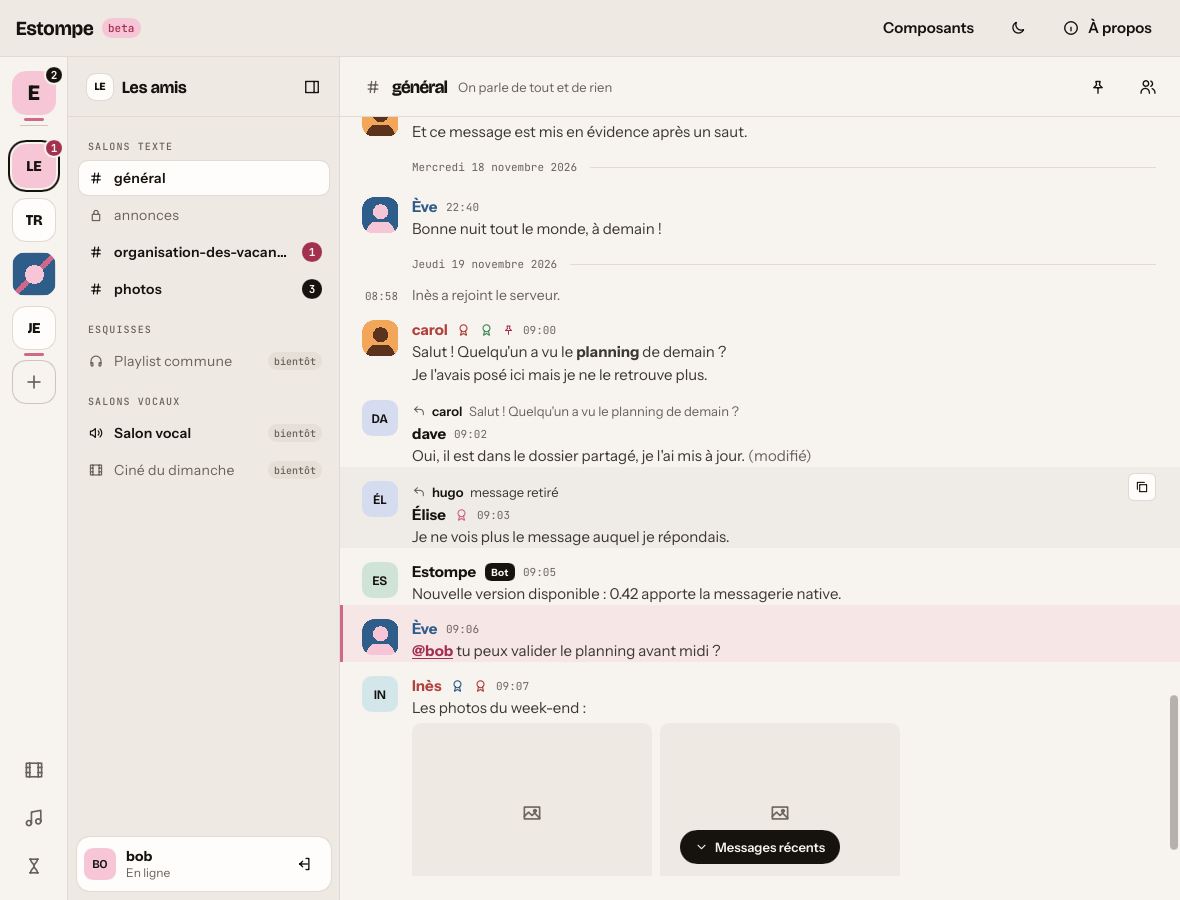 Estompe beta
Composants
À propos
E 2
LE 1
TR
JE
LE Les amis
SALONS TEXTE
# général
annonces
# organisation-des-vacan... 1
# photos 3
ESQUISSES
Playlist commune bientôt
SALONS VOCAUX
Salon vocal bientôt
Ciné du dimanche bientôt
BO bob
En ligne
# général On parle de tout et de rien
Et ce message est mis en évidence après un saut.
Mercredi 18 novembre 2026
Ève 22:40
Bonne nuit tout le monde, à demain !
Jeudi 19 novembre 2026
08:58 Inès a rejoint le serveur.
carol 09:00
Salut ! Quelqu'un a vu le planning de demain ?
Je l'avais posé ici mais je ne le retrouve plus.
DA carol Salut ! Quelqu'un a vu le planning de demain ?
dave 09:02
Oui, il est dans le dossier partagé, je l'ai mis à jour. (modifié)
ÉL hugo message retiré
Élise 09:03
Je ne vois plus le message auquel je répondais.
ES Estompe Bot 09:05
Nouvelle version disponible : 0.42 apporte la messagerie native.
Ève 09:06
@bob tu peux valider le planning avant midi ?
IN Inès 09:07
Les photos du week-end :
Messages récents